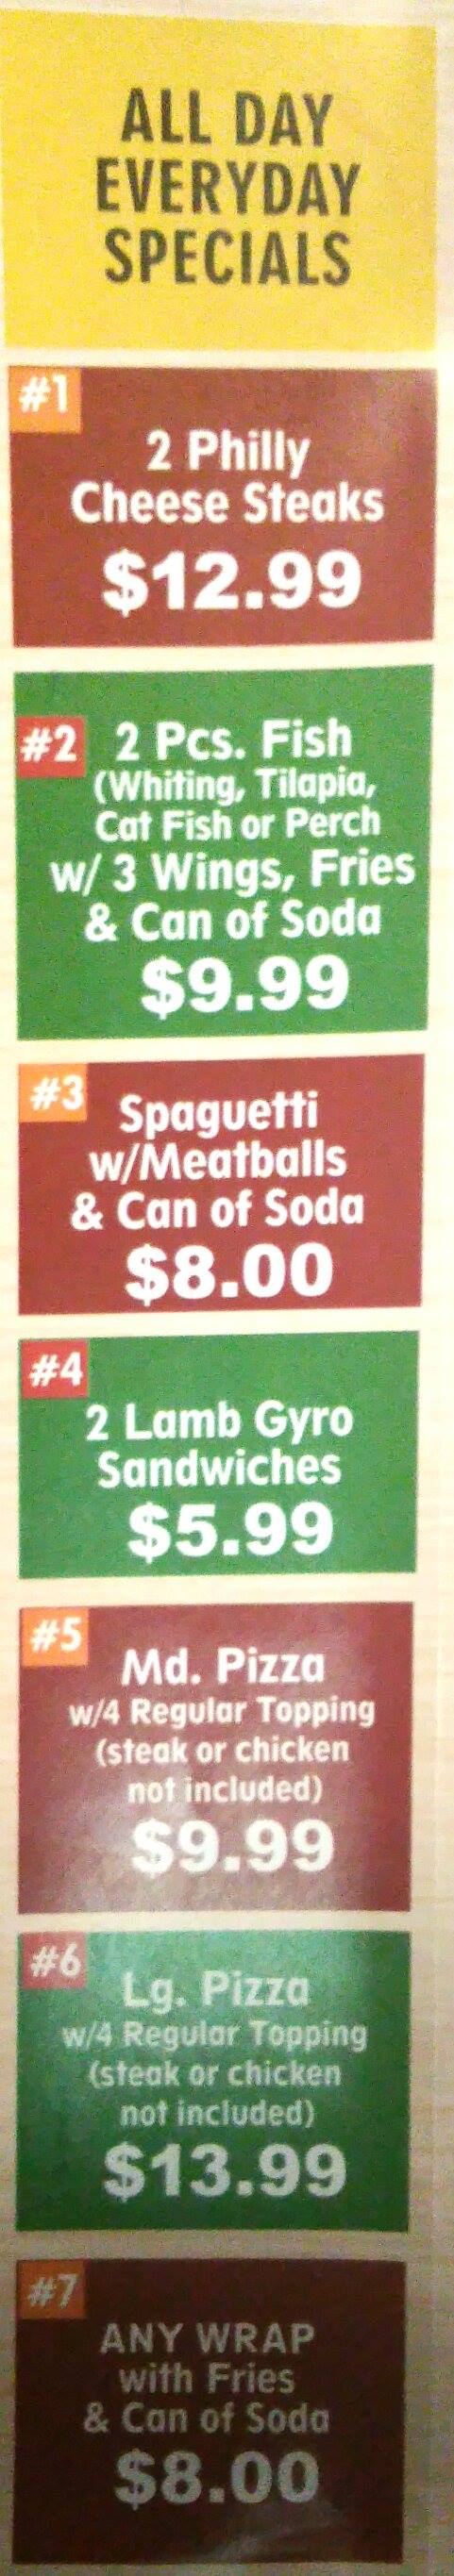 ALL DAY
EVERYDAY
SPECIALS
#1
2 Philly
Cheese Steaks
$12.99
#2 2 Pcs. Fish
(Whiting, Tilapia,
Cat Fish or Perch
w/ 3 Wings, Fries
& Can of Soda
$9.99
#3
Spaguetti
w/Meatballs
& Can of Soda
$8.00
#4
2 Lamb Gyro
Sandwiches
$5.99
#5
Md. Pizza
w/4 Regular Topping
(steak or chicken
not included)
$9.99
#6
Lg. Pizza
w/4 Regular Topping
(steak or chicken
not included)
$13.99
#7
ANY WRAP
with Fries
& Can of Soda
$8.00